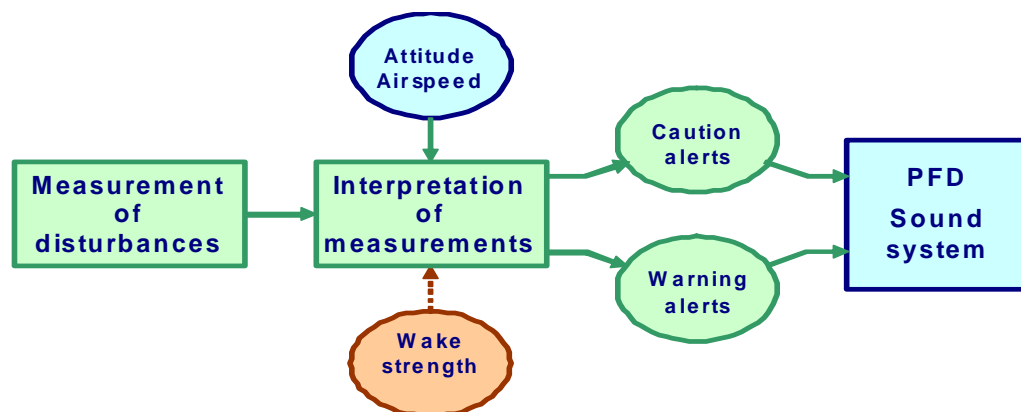 Attitude
Airspeed
Measurement
of
disturbances
Interpretation
of
measurements
Caution
alerts
Warning
alerts
PFD
Sound
system
Wake
strength